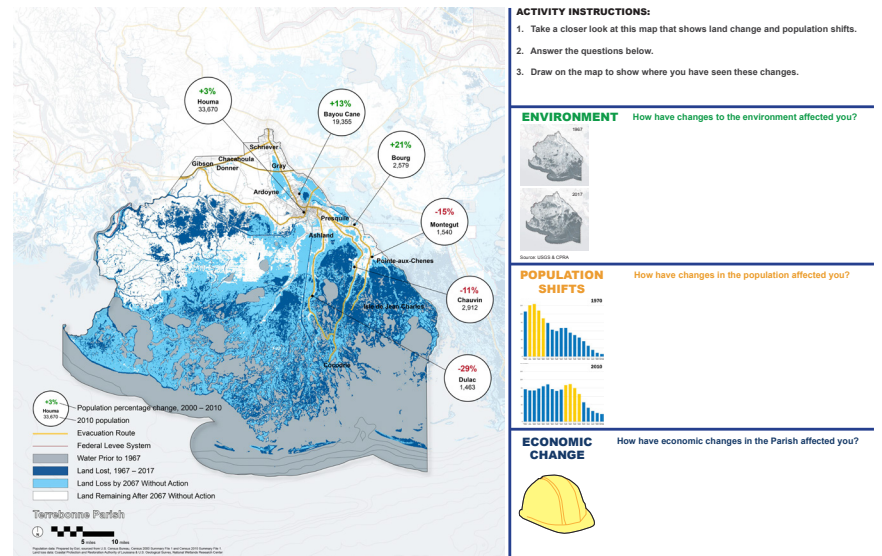 ACTIVITY INSTRUCTIONS:
1. Take a closer look at this map that shows land change and population shifts.
2. Answer the questions below.
3. Draw on the map to show where you have seen these changes.
+3%
Houma
33,670
+13%
Bayou Cane
19,355
+21%
Bourg
2,579
-15%
Montegut
1,540
-11%
Chauvin
2,912
-29%
Dulac
1,463
Schriever
Chacahoula
Gibson
Donner
Gray
Ardoyne
Presquile
Ashland
Pointe-aux-Chenes
Isle de Jean Charles
Cocodrie
+3%
Houma
33,670
Population percentage change, 2000 – 2010
2010 population
Evacuation Route
Federal Levee System
Water Prior to 1967
Land Lost, 1967 – 2017
Land Loss by 2067 Without Action
Land Remaining After 2067 Without Action
Terrebonne Parish
5 miles 10 miles
ENVIRONMENT
How have changes to the environment affected you?
1967
2017
Source: USGS & CPRA
POPULATION
SHIFTS
How have changes in the population affected you?
1970
2010
ECONOMIC
CHANGE
How have economic changes in the Parish affected you?